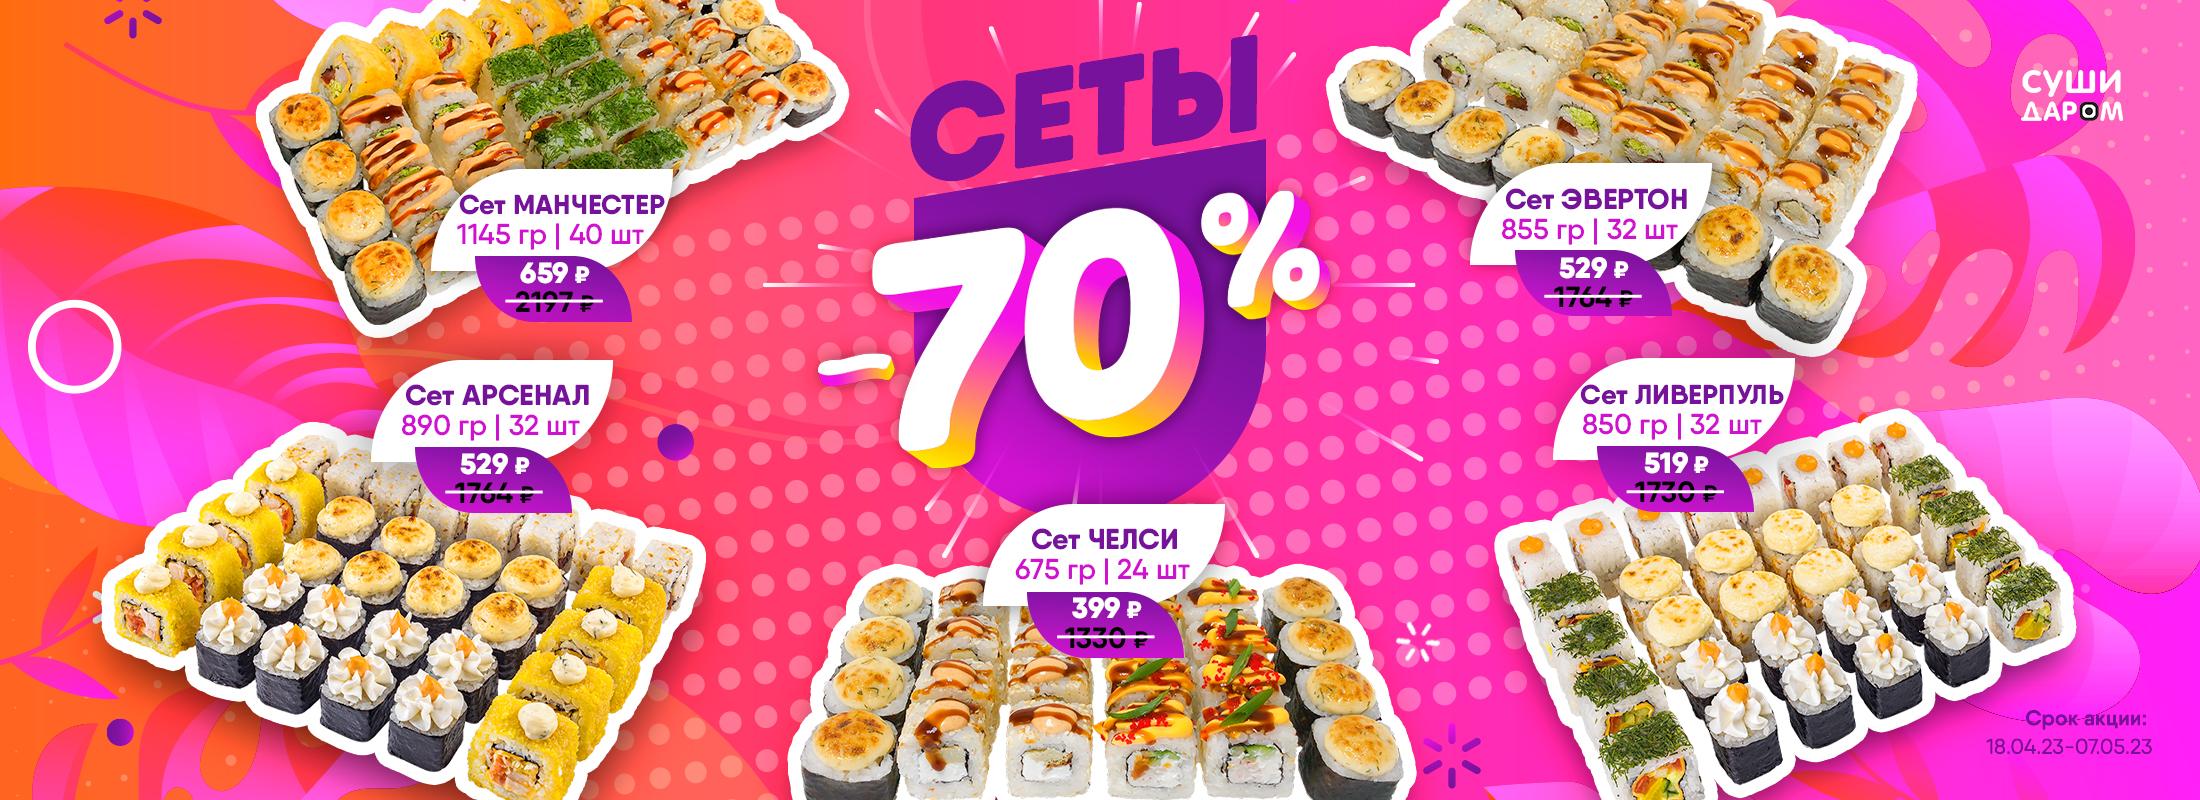 СЕТЫ
-70%
СУШИ
ДАРОМ
Сет МАНЧЕСТЕР
1145 гр | 40 шт
659 ₽
2197 ₽
Сет ЭВЕРТОН
855 гр | 32 шт
529 ₽
1764 ₽
Сет АРСЕНАЛ
890 гр | 32 шт
529 ₽
1764 ₽
Сет ЛИВЕРПУЛЬ
850 гр | 32 шт
519 ₽
1730 ₽
Сет ЧЕЛСИ
675 гр | 24 шт
399 ₽
1330 ₽
Срок акции:
18.04.23-07.05.23